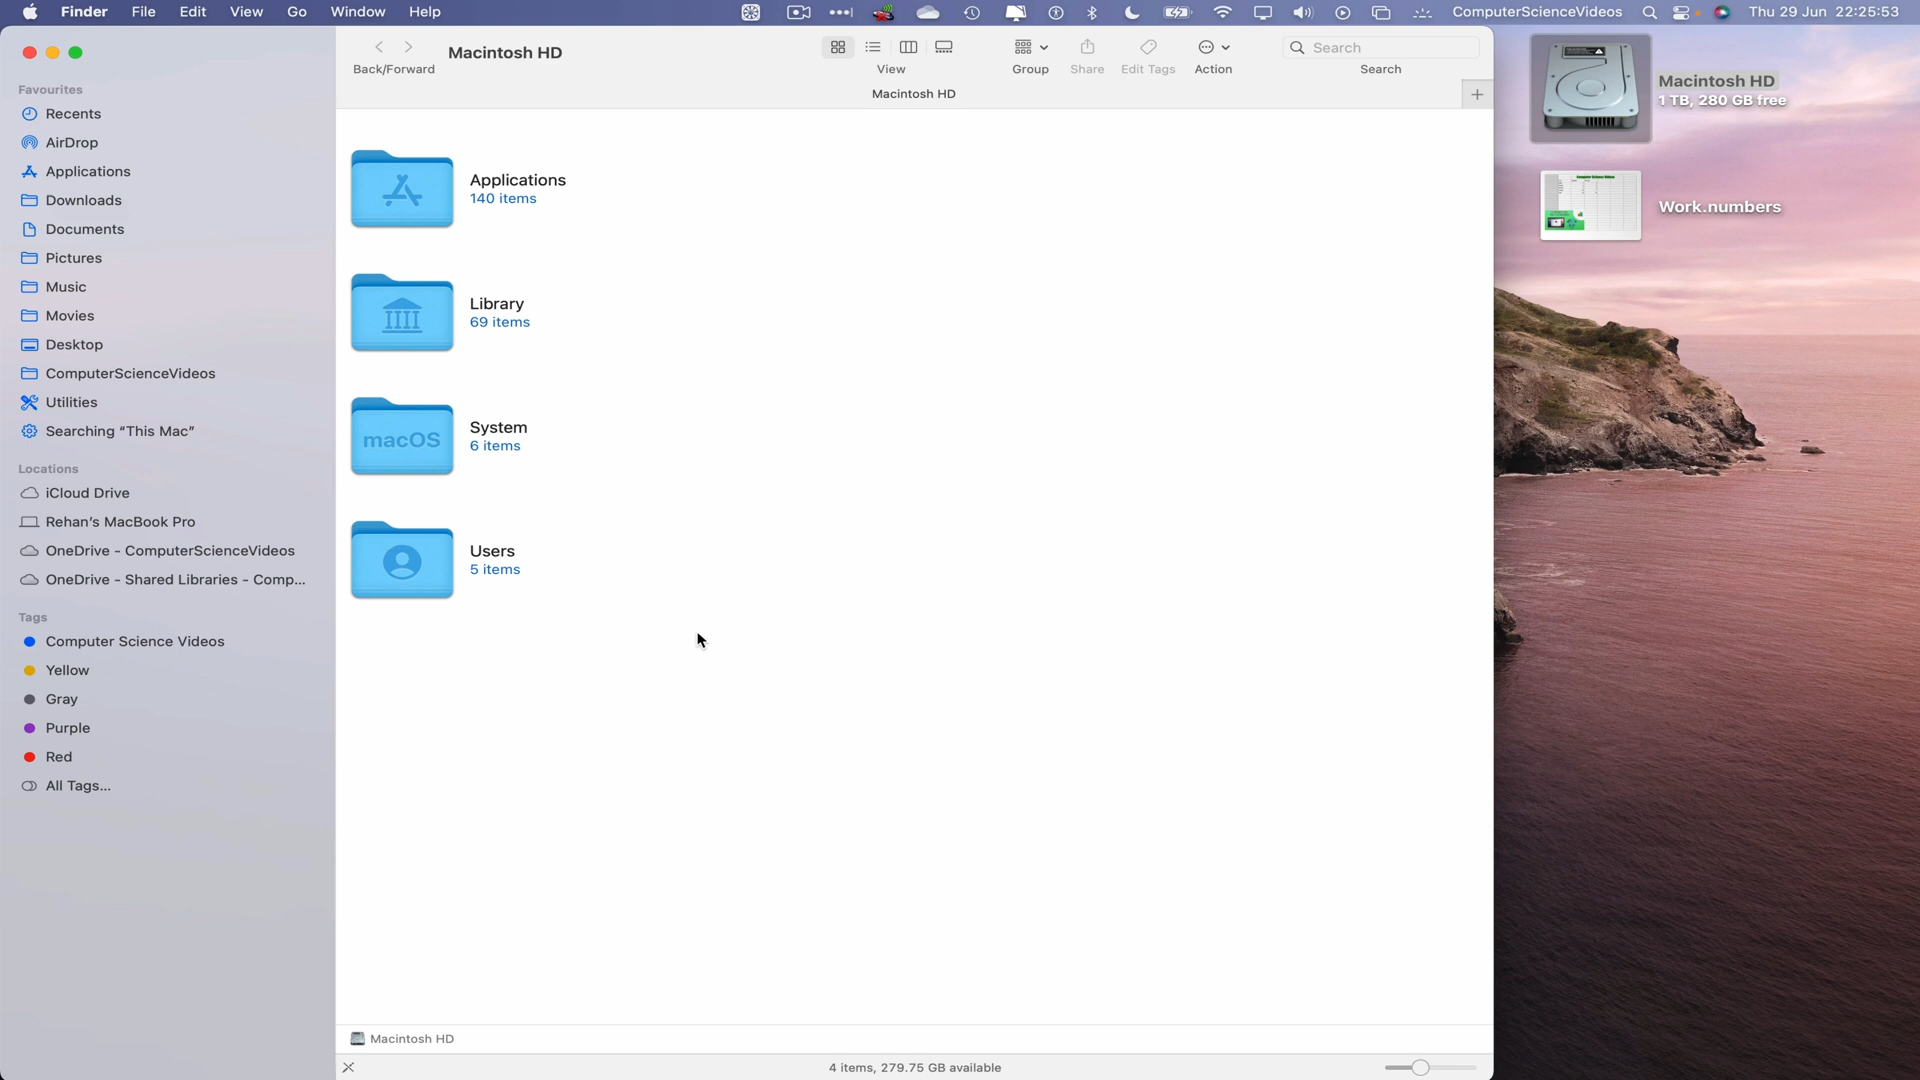 Finder File Edit View Go Window Help ComputerScienceVideos Thu 29 Jun 22:25:53
Back/Forward
Macintosh HD
View
Group
Share
Edit Tags
Action
Search
Search
Macintosh HD
Favourites
Recents
AirDrop
Applications
Downloads
Documents
Pictures
Music
Movies
Desktop
ComputerScienceVideos
Utilities
Searching “This Mac”
Locations
iCloud Drive
Rehan’s MacBook Pro
OneDrive - ComputerScienceVideos
OneDrive - Shared Libraries - Comp...
Tags
Computer Science Videos
Yellow
Gray
Purple
Red
All Tags...
Applications
140 items
Library
69 items
macOS
System
6 items
Users
5 items
Macintosh HD
4 items, 279.75 GB available
Macintosh HD
1 TB, 280 GB free
Computer Science Videos
Work.numbers